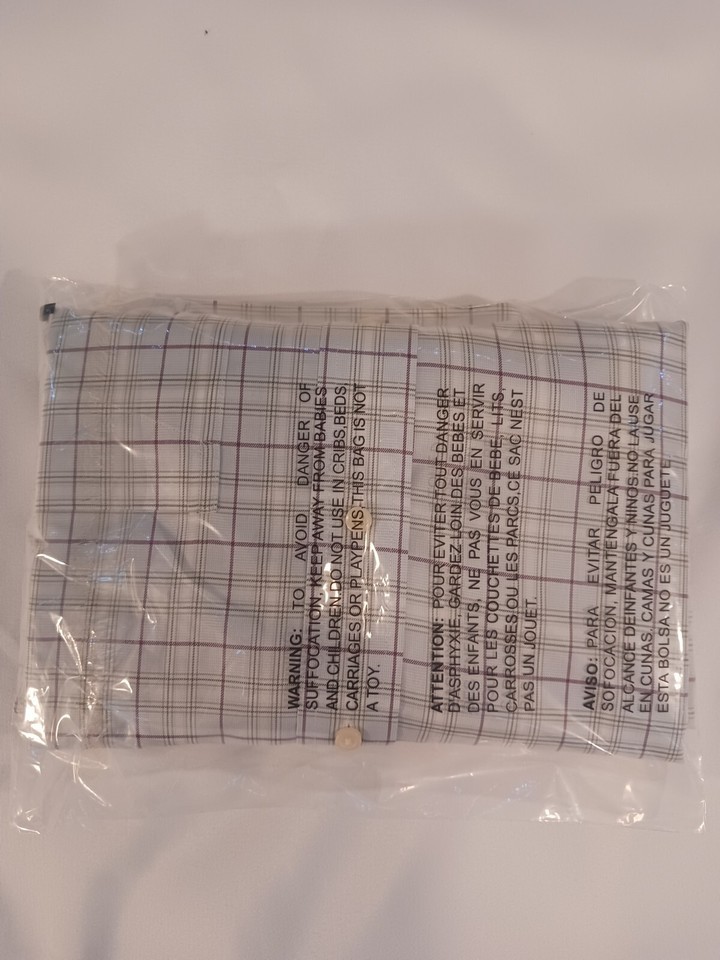 WARNING: TO AVOID DANGER OF
SUFFOCATION, KEEP AWAY FROM BABIES
AND CHILDREN.DO NOT USE IN CRIBS,BEDS,
CARRIAGES OR PLAYPENS.THIS BAG IS NOT
A TOY.
ATTENTION: POUR EVITER TOUT DANGER
D'ASPHYXIE, GARDEZ LOIN DES BEBES ET
DES ENFANTS, NE PAS VOUS EN SERVIR
POUR LES COUCHETTES DE BEBE, LITS,
CARROSSES OU LES PARCS,CE SAC NEST
PAS UN JOUET.
AVISO: PARA EVITAR PELIGRO DE
SOFOCACION, MANTENGALA FUERA DEL
ALCANCE DEINFANTES Y NINOS.NO LA USE
EN CUNAS, CAMAS Y CUNAS PARA JUGAR
ESTA BOLSA NO ES UN JUGUETE.